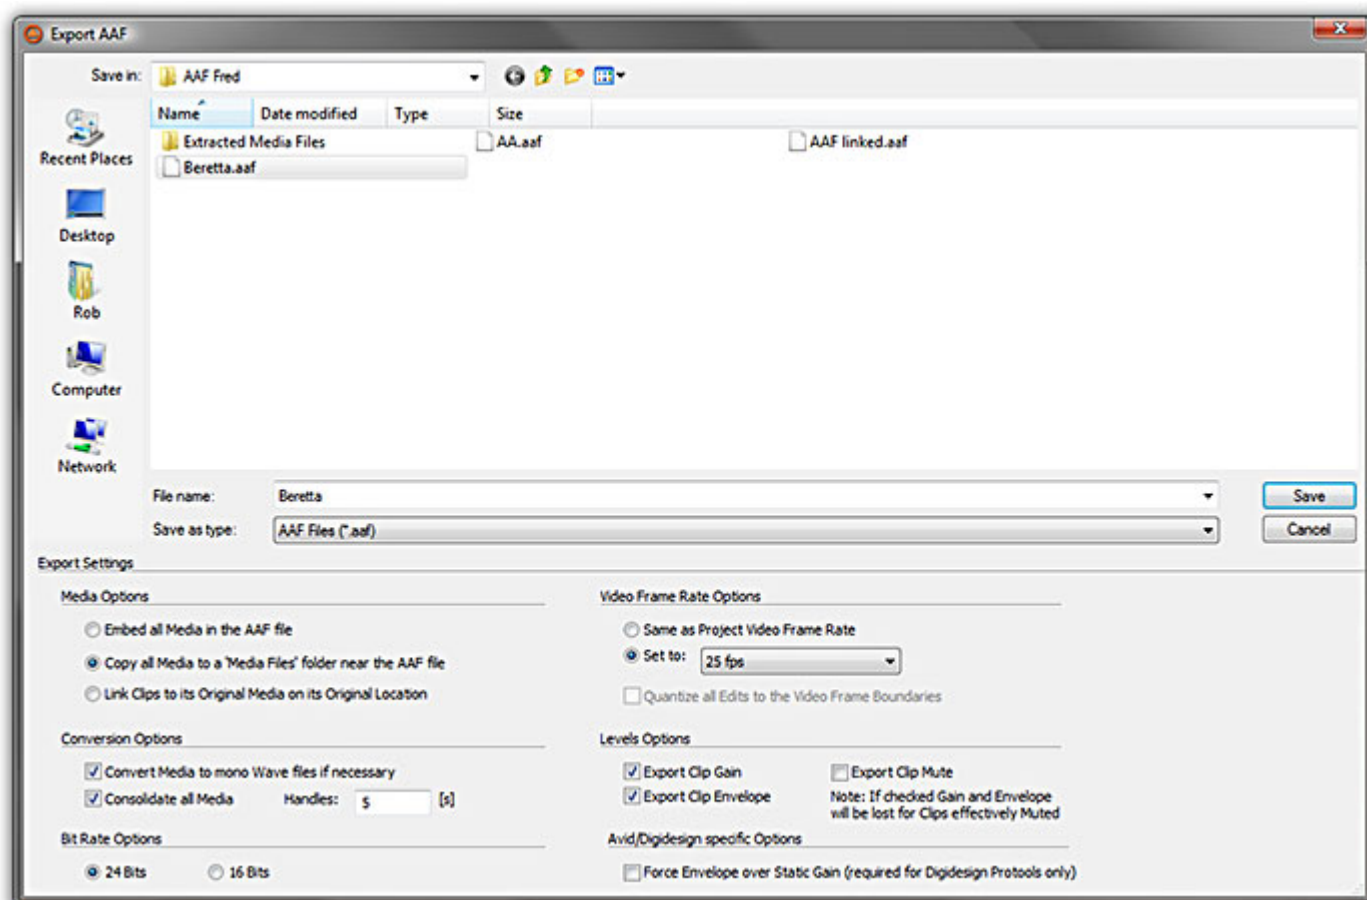 Export AAF
Save in: AAF Fred
Name Date modified Type Size
Extracted Media Files AA.aaf AAF linked.aaf
Beretta.aaf
Recent Places
Desktop
Rob
Computer
Network
File name: Beretta Save
Save as type: AAF Files (*.aaf) Cancel
Export Settings
Media Options
Embed all Media in the AAF file
Copy all Media to a 'Media Files' folder near the AAF file
Link Clips to its Original Media on its Original Location
Video Frame Rate Options
Same as Project Video Frame Rate
Set to: 25 fps
Quantize all Edits to the Video Frame Boundaries
Conversion Options
Convert Media to mono Wave files if necessary
Consolidate all Media Handles: 5 [s]
Levels Options
Export Clip Gain Export Clip Mute
Export Clip Envelope Note: If checked Gain and Envelope
will be lost for Clips effectively Muted
Bit Rate Options
24 Bits 16 Bits
Avid/Digidesign specific Options
Force Envelope over Static Gain (required for Digidesign Protools only)